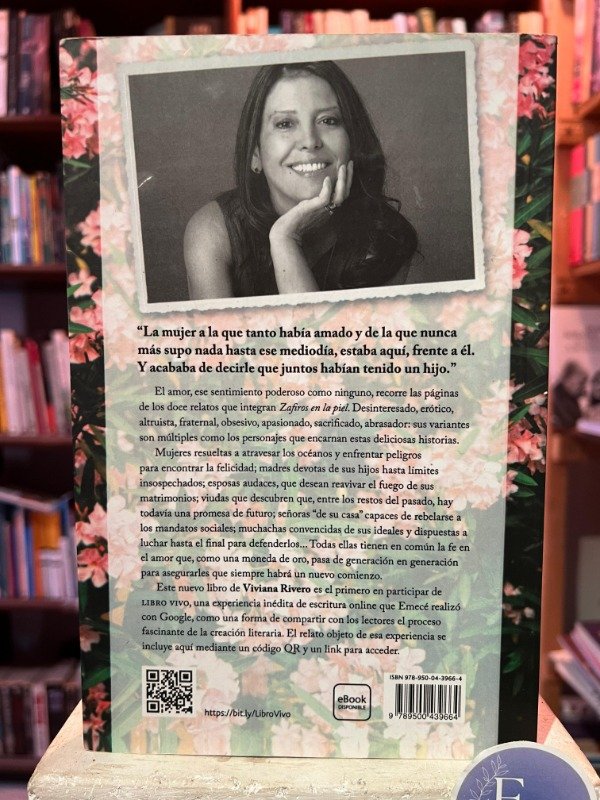 “La mujer a la que tanto había amado y de la que nunca
más supo nada hasta ese mediodía, estaba aquí, frente a él.
Y acababa de decirle que juntos habían tenido un hijo.”
El amor, ese sentimiento poderoso como ninguno, recorre las páginas
de los doce relatos que integran Zafiros en la piel. Desinteresado, erótico,
altruista, fraternal, obsesivo, apasionado, sacrificado, abrasador: sus variantes
son múltiples como los personajes que encarnan estas deliciosas historias.
Mujeres resueltas a atravesar los océanos y enfrentar peligros
para encontrar la felicidad; madres devotas de sus hijos hasta límites
insospechados; esposas audaces, que desean reavivar el fuego de sus
matrimonios; viudas que descubren que, entre los restos del pasado, hay
todavía una promesa de futuro; señoras “de su casa” capaces de rebelarse
a los mandatos sociales; muchachas convencidas de sus ideales y dispuestas a
luchar hasta el final para defenderlos... Todas ellas tienen en común la fe en
el amor que, como una moneda de oro, pasa de generación en generación
para asegurarles que siempre habrá un nuevo comienzo.
Este nuevo libro de Viviana Rivero es el primero en participar de
LIBRO VIVO, una experiencia inédita de escritura online que Emecé realizó
con Google, como una forma de compartir con los lectores el proceso
fascinante de la creación literaria. El relato objeto de esa experiencia se
incluye aquí mediante un código QR y un link para acceder.
https://bit.ly/LibroVivo
eBook
DISPONIBLE
ISBN 978-950-04-3966-4
9 789500 439664
E